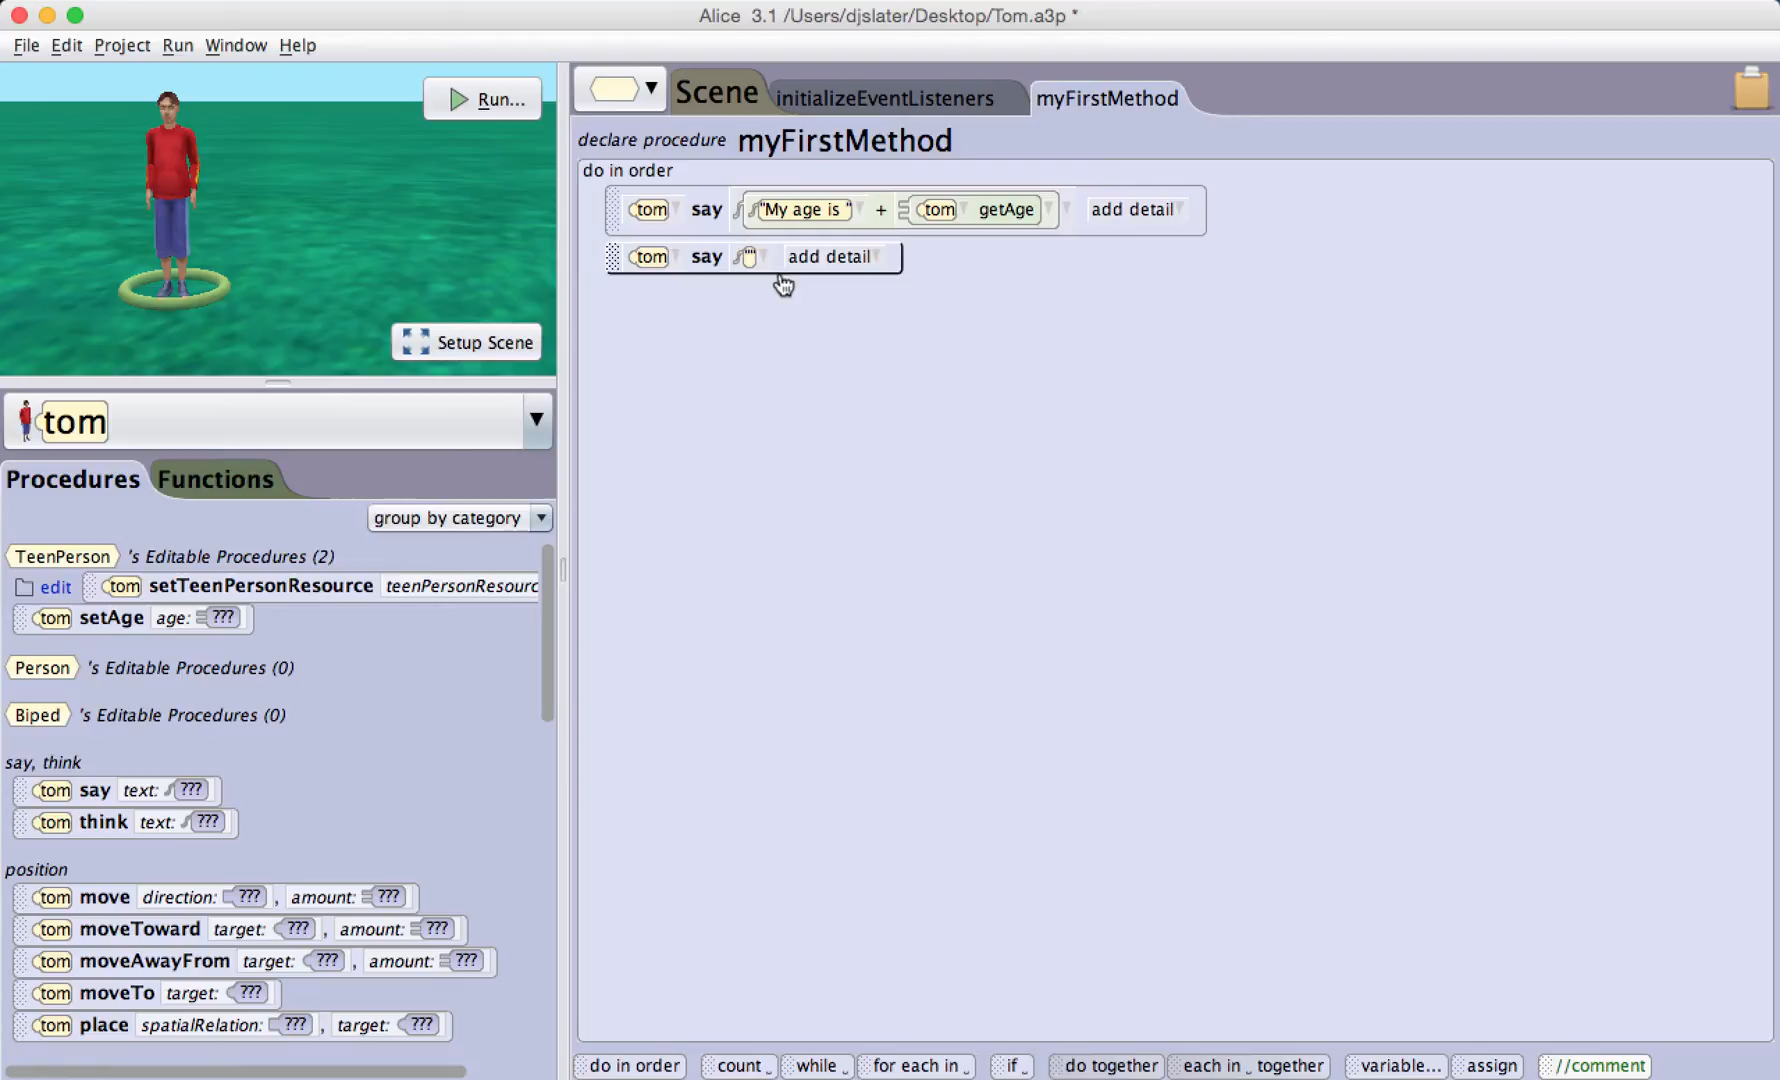 Alice 3.1 /Users/djslater/Desktop/Tom.a3p *
File Edit Project Run Window Help
Run...
Setup Scene
Scene initializeEventListeners myFirstMethod
declare procedure myFirstMethod
do in order
tom say "My age is " + tom getAge add detail
tom say add detail
tom
Procedures Functions
group by category
TeenPerson 's Editable Procedures (2)
edit tom setTeenPersonResource teenPersonResourc
tom setAge age: ???
Person 's Editable Procedures (0)
Biped 's Editable Procedures (0)
say, think
tom say text: ???
tom think text: ???
position
tom move direction: ??? , amount: ???
tom moveToward target: ??? , amount: ???
tom moveAwayFrom target: ??? , amount: ???
tom moveTo target: ???
tom place spatialRelation: ??? , target: ???
do in order count _ while _ for each in _ if _ do together each in _ together variable... assign //comment